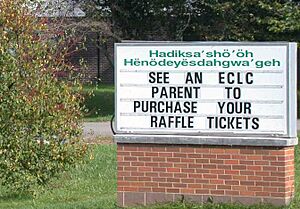 Hadiksa'shö'öh
Hënödeyësdahgwa'geh
SEE AN ECLC
PARENT TO
PURCHASE YOUR
RAFFLE TICKETS